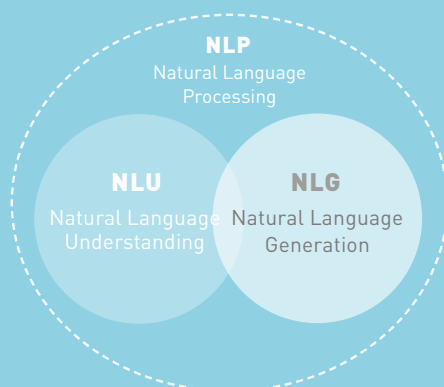 NLP
Natural Language
Processing
NLU
Natural Language
Understanding
NLG
Natural Language
Generation